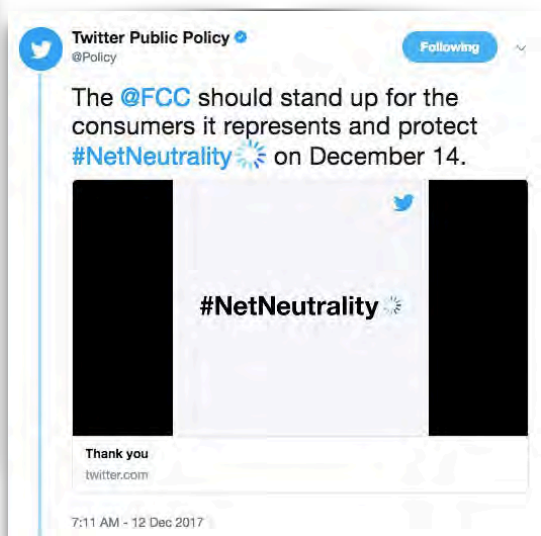 Twitter Public Policy
@Policy
Following
The @FCC should stand up for the
consumers it represents and protect
#NetNeutrality on December 14.
#NetNeutrality
Thank you
twitter.com
7:11 AM - 12 Dec 2017